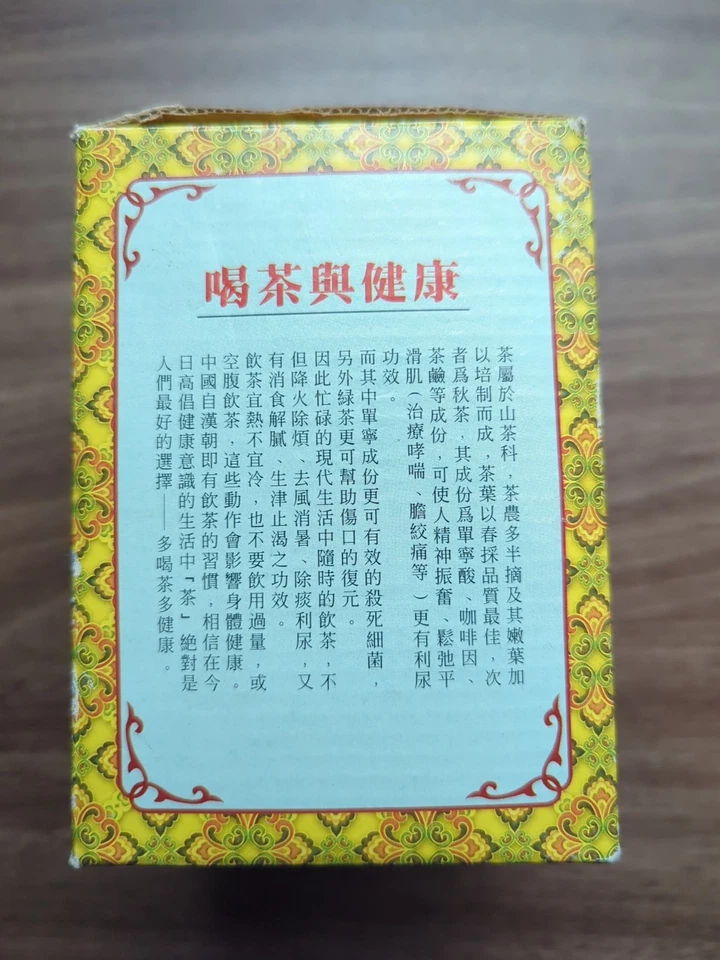 喝茶與健康
茶屬於山茶科，茶農多半摘及其嫩葉加
以培制而成，茶葉以春採品質最佳，次
者爲秋茶，其成份爲單寧酸、咖啡因、
茶鹼等成份，可使人精神振奮、鬆弛平
滑肌(治療哮喘、膽絞痛等)更有利尿
功效。
而其中單寧成份更可有效的殺死細菌，
另外綠茶更可幫助傷口的復元。
因此忙碌的現代生活中隨時的飲茶，不
但降火除煩、去風消暑、除痰利尿，又
有消食解膩、生津止渴之功效。
飲茶宜熱不宜冷，也不要飲用過量，或
空腹飲茶，這些動作會影響身體健康。
中國自漢朝即有飲茶的習慣，相信在今
日高倡健康意識的生活中「茶」絕對是
人們最好的選擇——多喝茶多健康。